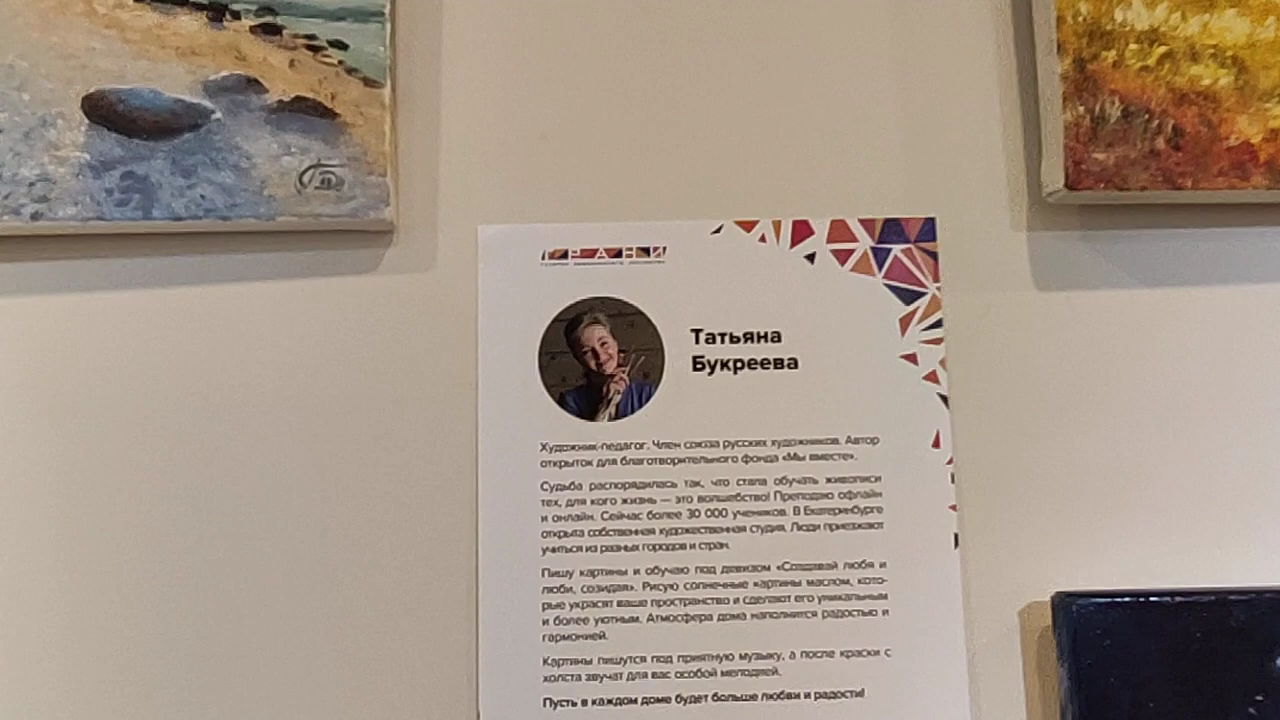 ГРАНИ
Татьяна
Букреева
Художник-педагог. Член союза русских художников. Автор
открыток для благотворительного фонда «Мы вместе».
Судьба распорядилась так, что стала обучать живописи
тех, для кого жизнь — это волшебство! Преподаю офлайн
и онлайн. Сейчас более 30 000 учеников. В Екатеринбурге
открыта собственная художественная студия. Люди приезжают
учиться из разных городов и стран.
Пишу картины и обучаю под девизом «Создавай любя и
люби, созидая». Рисую солнечные картины маслом, кото-
рые украсят ваше пространство и сделают его уникальным
и более уютным. Атмосфера дома наполнится радостью и
гармонией.
Картины пишутся под приятную музыку, а после краски с
холста звучат для вас особой мелодией.
Пусть в каждом доме будет больше любви и радости!